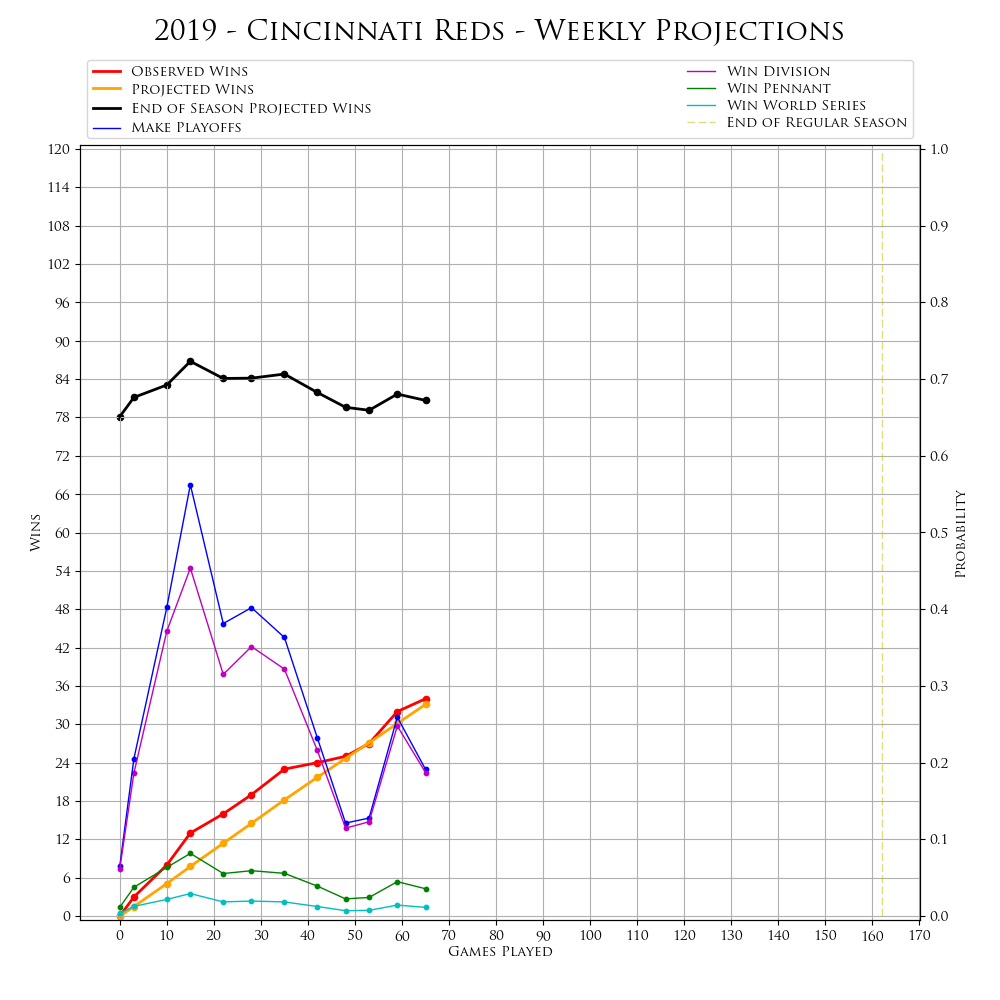 2019 - Cincinnati Reds - Weekly Projections
Observed Wins
Projected Wins
End of Season Projected Wins
Make Playoffs
Win Division
Win Pennant
Win World Series
End of Regular Season
120
114
108
102
96
90
84
78
72
66
60
54
48
42
36
30
24
18
12
6
0
Wins
1.0
0.9
0.8
0.7
0.6
0.5
0.4
0.3
0.2
0.1
0.0
Probability
0 10 20 30 40 50 60 70 80 90 100 110 120 130 140 150 160 170
Games Played